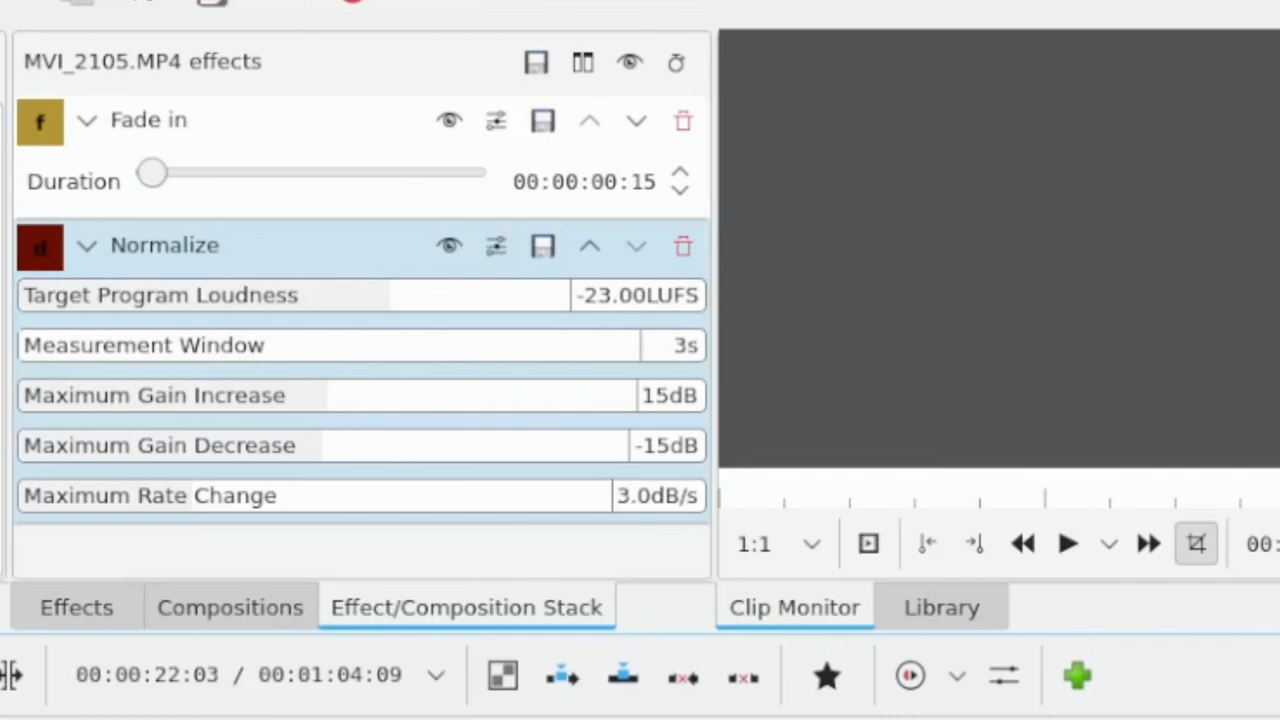 MVI_2105.MP4 effects
f Fade in
Duration 00:00:00:15
d Normalize
Target Program Loudness -23.00LUFS
Measurement Window 3s
Maximum Gain Increase 15dB
Maximum Gain Decrease -15dB
Maximum Rate Change 3.0dB/s
1:1 00:
Effects Compositions Effect/Composition Stack Clip Monitor Library
00:00:22:03 / 00:01:04:09